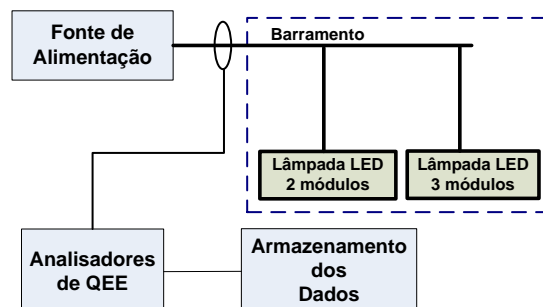 Fonte de
Alimentação
Barramento
Lâmpada LED
2 módulos
Lâmpada LED
3 módulos
Analisadores
de QEE
Armazenamento
dos
Dados